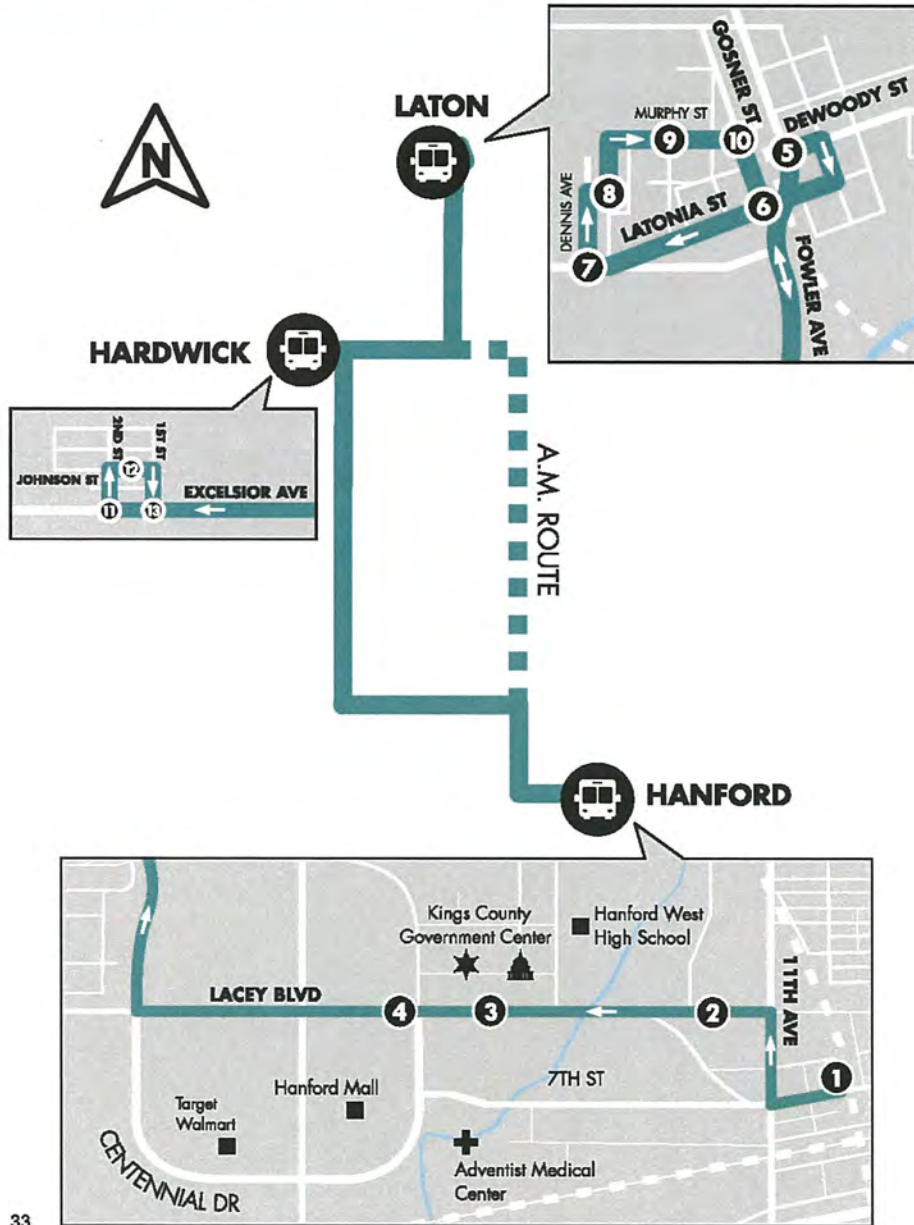 N
LATON
GOSNER ST
DEWOODY ST
MURPHY ST
9
10
5
DENNIS AVE
8
LATONIA ST
6
7
FOWLER AVE
HARDWICK
2ND ST
1ST ST
12
JOHNSON ST
EXCELSIOR AVE
11
13
A.M. ROUTE
HANFORD
Kings County
Government Center
Hanford West
High School
LACEY BLVD
4
3
2
11TH AVE
1
7TH ST
Hanford Mall
Target
Walmart
CENTENNIAL DR
Adventist Medical
Center
33